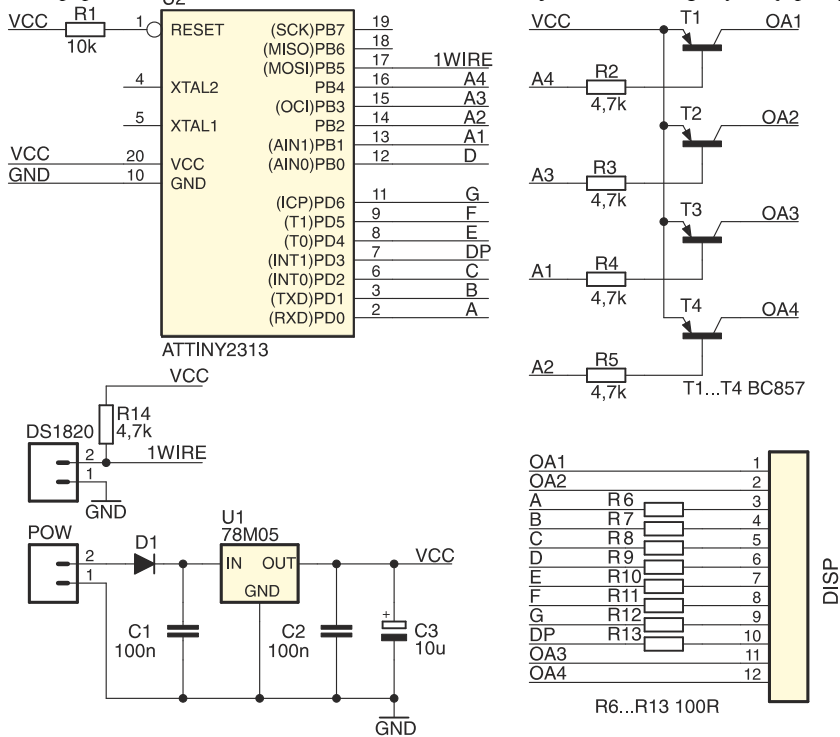 U2
VCC
R1
10k
1
RESET
4
XTAL2
5
XTAL1
VCC
20
VCC
GND
10
GND
(SCK)PB7
19
(MISO)PB6
18
(MOSI)PB5
17
1WIRE
PB4
16
A4
(OCI)PB3
15
A3
PB2
14
A2
(AIN1)PB1
13
A1
(AIN0)PB0
12
D
(ICP)PD6
11
G
(T1)PD5
9
F
(T0)PD4
8
E
(INT1)PD3
7
DP
(INT0)PD2
6
C
(TXD)PD1
3
B
(RXD)PD0
2
A
ATTINY2313
VCC
T1
OA1
A4
R2
4,7k
T2
OA2
A3
R3
4,7k
T3
OA3
A1
R4
4,7k
T4
OA4
A2
R5
4,7k
T1...T4 BC857
VCC
R14
4,7k
DS1820
2
1WIRE
1
GND
POW
2
D1
1
U1
78M05
IN
OUT
GND
VCC
C1
100n
C2
100n
+
C3
10u
GND
OA1
1
OA2
2
A
R6
3
B
R7
4
C
R8
5
D
R9
6
E
R10
7
F
R11
8
G
R12
9
DP
R13
10
OA3
11
OA4
12
DISP
R6...R13 100R